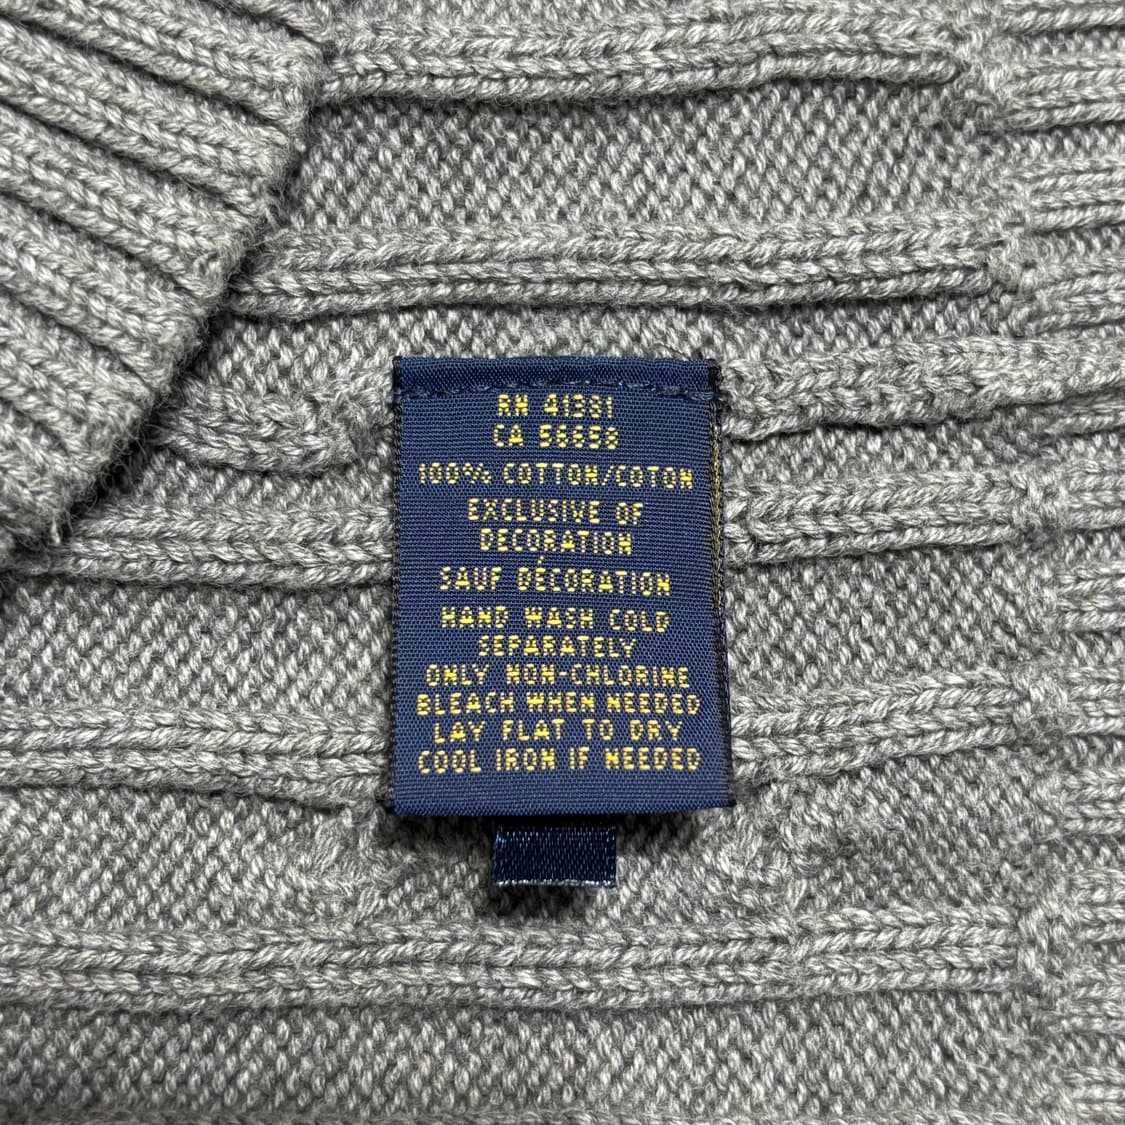 RN 41381
CA 56658
100% COTTON/COTON
EXCLUSIVE OF
DECORATION
SAUF DÉCORATION
HAND WASH COLD
SEPARATELY
ONLY NON-CHLORINE
BLEACH WHEN NEEDED
LAY FLAT TO DRY
COOL IRON IF NEEDED